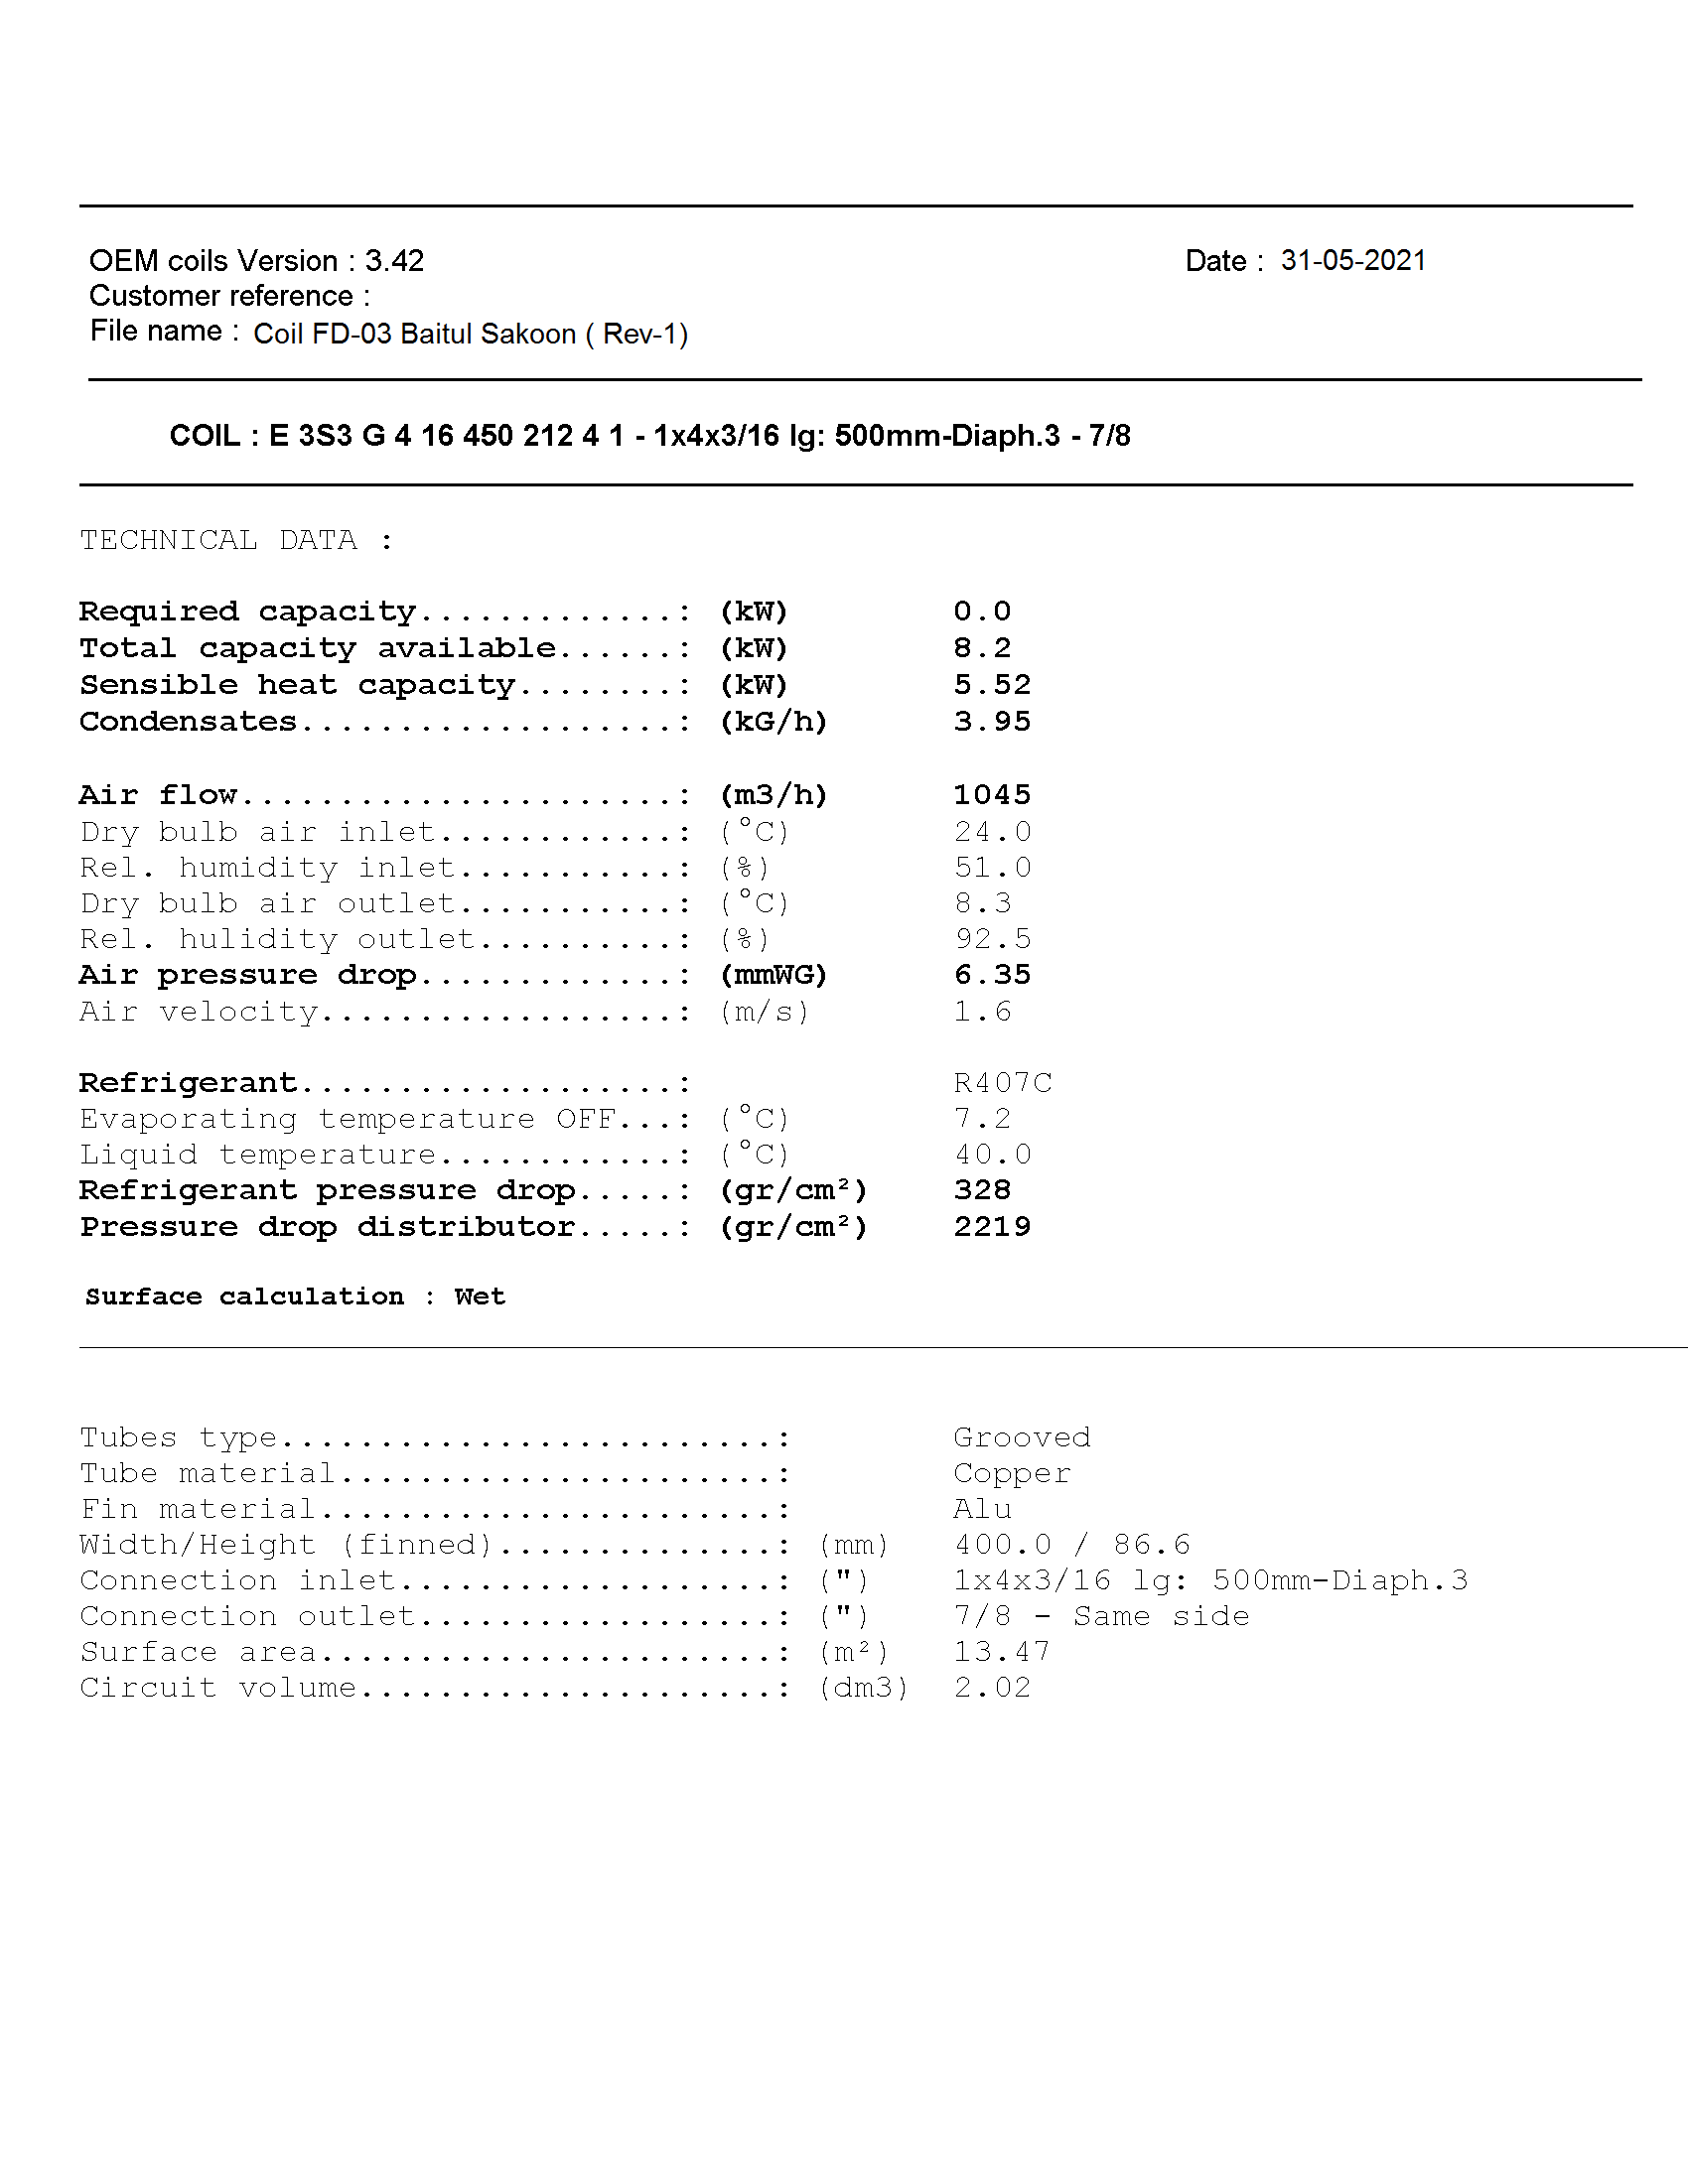 OEM coils Version : 3.42 Date : 31-05-2021
Customer reference :
File name : Coil FD-03 Baitul Sakoon ( Rev-1)
COIL : E 3S3 G 4 16 450 212 4 1 - 1x4x3/16 lg: 500mm-Diaph.3 - 7/8
TECHNICAL DATA :
Required capacity.............: (kW) 0.0
Total capacity available......: (kW) 8.2
Sensible heat capacity........: (kW) 5.52
Condensates...................: (kG/h) 3.95
Air flow......................: (m3/h) 1045
Dry bulb air inlet............: (°C) 24.0
Rel. humidity inlet...........: (%) 51.0
Dry bulb air outlet...........: (°C) 8.3
Rel. hulidity outlet..........: (%) 92.5
Air pressure drop.............: (mmWG) 6.35
Air velocity..................: (m/s) 1.6
Refrigerant...................: R407C
Evaporating temperature OFF...: (°C) 7.2
Liquid temperature............: (°C) 40.0
Refrigerant pressure drop.....: (gr/cm²) 328
Pressure drop distributor.....: (gr/cm²) 2219
Surface calculation : Wet
Tubes type.........................: Grooved
Tube material......................: Copper
Fin material.......................: Alu
Width/Height (finned)..............: (mm) 400.0 / 86.6
Connection inlet...................: (") 1x4x3/16 lg: 500mm-Diaph.3
Connection outlet..................: (") 7/8 - Same side
Surface area.......................: (m²) 13.47
Circuit volume.....................: (dm3) 2.02